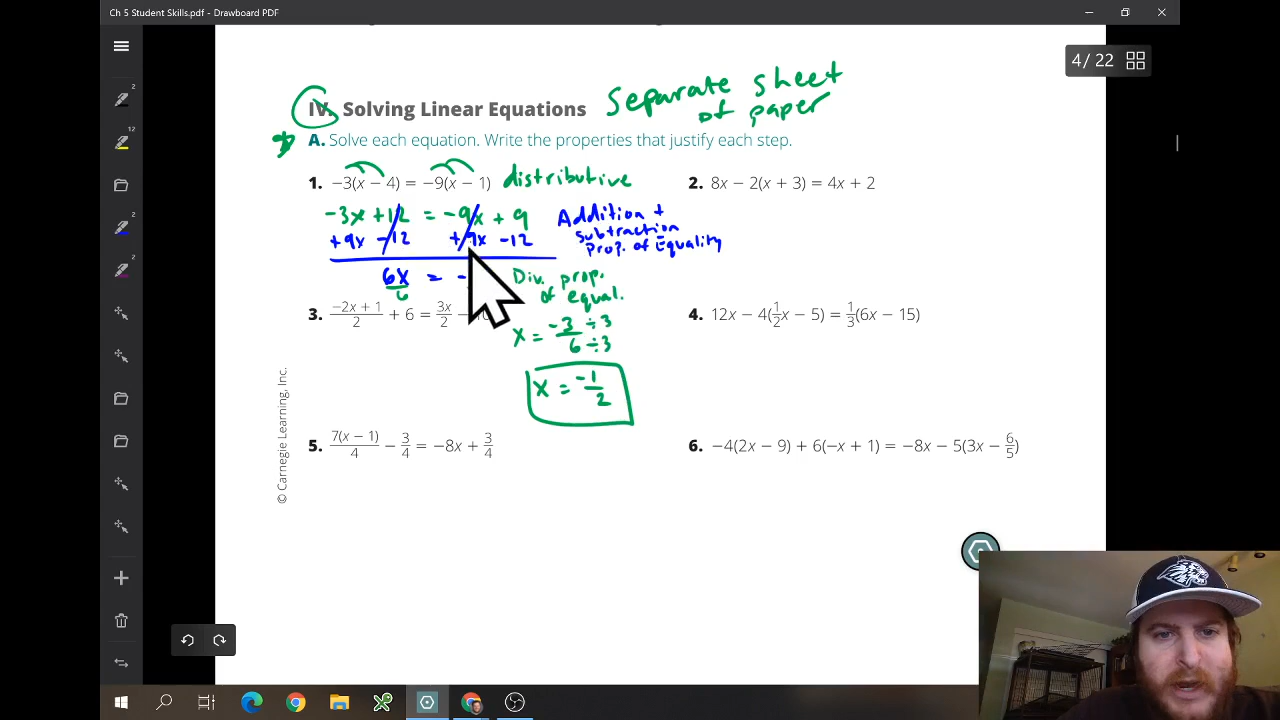 Ch 5 Student Skills.pdf - Drawboard PDF
4/22
Separate sheet
of paper
IV. Solving Linear Equations
A. Solve each equation. Write the properties that justify each step.
1. −3(x − 4) = −9(x − 1) distributive
-3x + 12 = -9x + 9
+9x -12 +9x -12
Addition +
Subtraction
Prop. of Equality
6x = -
6
Div. prop.
of equal.
x = -3 ÷3
6 ÷3
x = -1
2
2. 8x − 2(x + 3) = 4x + 2
3. (−2x + 1)/2 + 6 = 3x/2 −
4. 12x − 4(1/2x − 5) = 1/3(6x − 15)
5. 7(x − 1)/4 − 3/4 = −8x + 3/4
6. −4(2x − 9) + 6(−x + 1) = −8x − 5(3x − 6/5)
© Carnegie Learning, Inc.
2
12
2
2